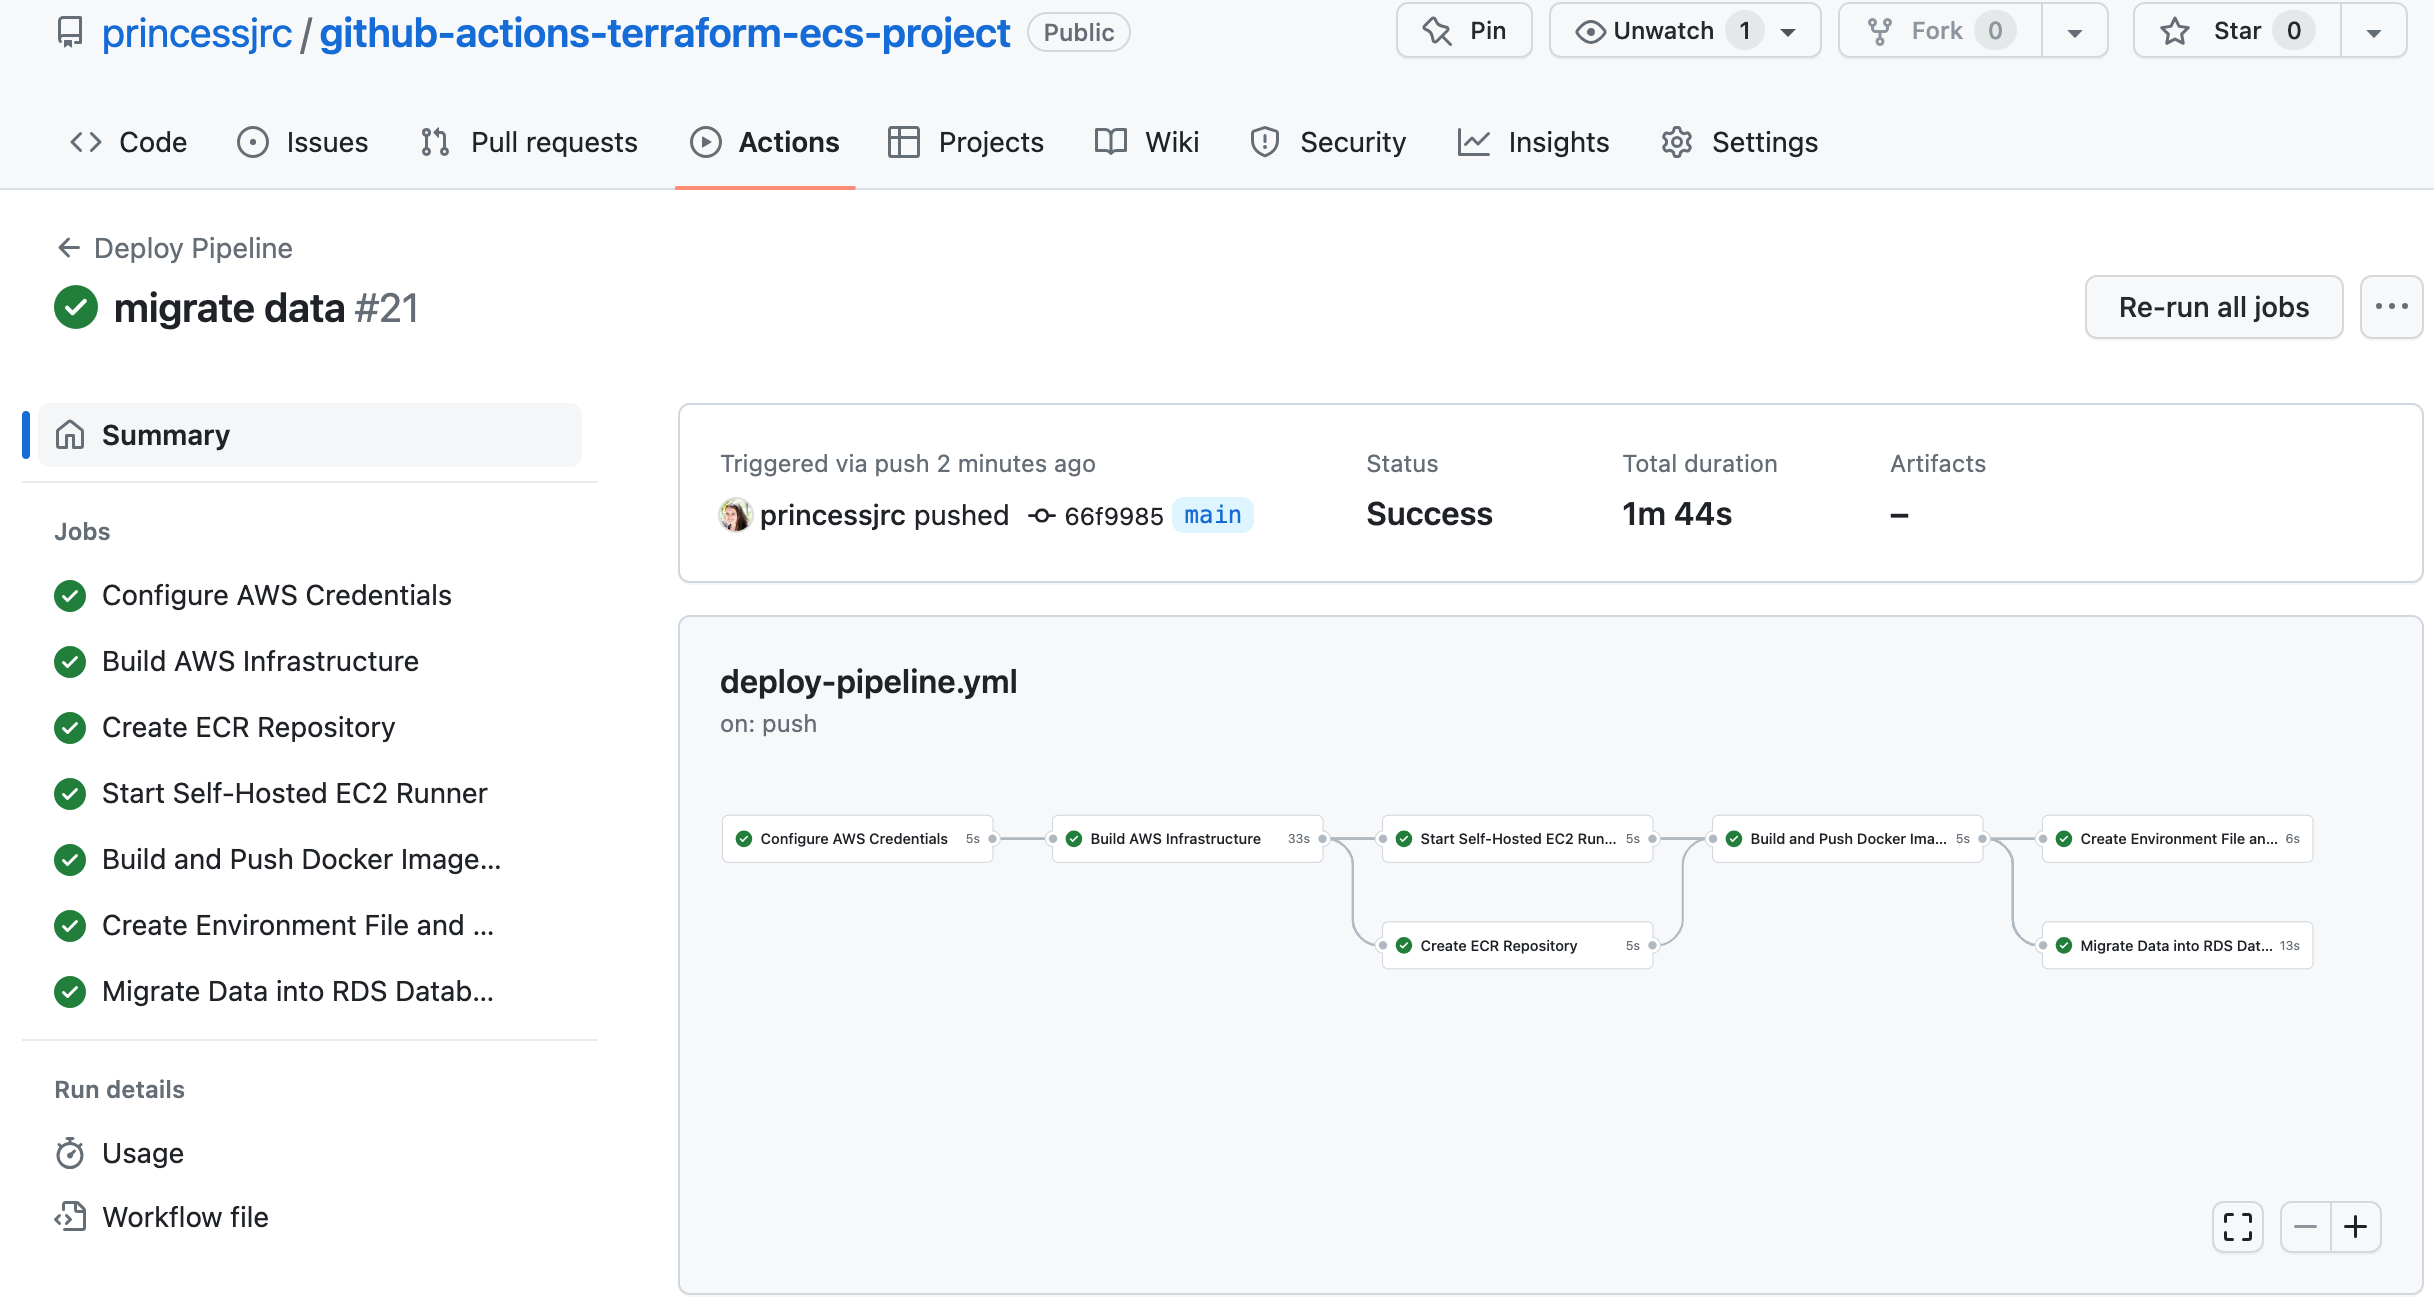 princessjrc / github-actions-terraform-ecs-project Public
Pin
Unwatch 1
Fork 0
Star 0
Code
Issues
Pull requests
Actions
Projects
Wiki
Security
Insights
Settings
Deploy Pipeline
migrate data #21
Re-run all jobs
Summary
Jobs
Configure AWS Credentials
Build AWS Infrastructure
Create ECR Repository
Start Self-Hosted EC2 Runner
Build and Push Docker Image...
Create Environment File and ...
Migrate Data into RDS Datab...
Run details
Usage
Workflow file
Triggered via push 2 minutes ago
princessjrc pushed 66f9985 main
Status
Success
Total duration
1m 44s
Artifacts
–
deploy-pipeline.yml
on: push
Configure AWS Credentials 5s
Build AWS Infrastructure 33s
Start Self-Hosted EC2 Run... 5s
Build and Push Docker Ima... 5s
Create Environment File an... 6s
Create ECR Repository 5s
Migrate Data into RDS Dat... 13s